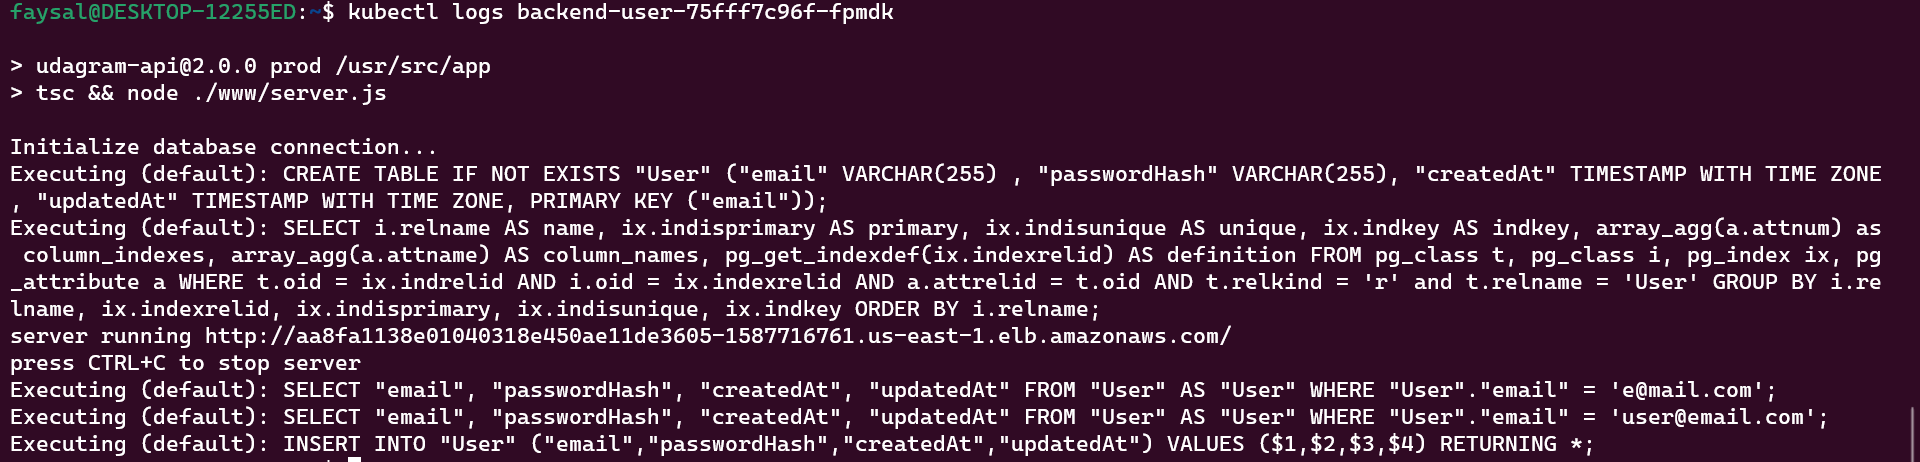 faysal@DESKTOP-12255ED:~$ kubectl logs backend-user-75fff7c96f-fpmdk
> udagram-api@2.0.0 prod /usr/src/app
> tsc && node ./www/server.js
Initialize database connection...
Executing (default): CREATE TABLE IF NOT EXISTS "User" ("email" VARCHAR(255) , "passwordHash" VARCHAR(255), "createdAt" TIMESTAMP WITH TIME ZONE
, "updatedAt" TIMESTAMP WITH TIME ZONE, PRIMARY KEY ("email"));
Executing (default): SELECT i.relname AS name, ix.indisprimary AS primary, ix.indisunique AS unique, ix.indkey AS indkey, array_agg(a.attnum) as
 column_indexes, array_agg(a.attname) AS column_names, pg_get_indexdef(ix.indexrelid) AS definition FROM pg_class t, pg_class i, pg_index ix, pg
_attribute a WHERE t.oid = ix.indrelid AND i.oid = ix.indexrelid AND a.attrelid = t.oid AND t.relkind = 'r' and t.relname = 'User' GROUP BY i.re
lname, ix.indexrelid, ix.indisprimary, ix.indisunique, ix.indkey ORDER BY i.relname;
server running http://aa8fa1138e01040318e450ae11de3605-1587716761.us-east-1.elb.amazonaws.com/
press CTRL+C to stop server
Executing (default): SELECT "email", "passwordHash", "createdAt", "updatedAt" FROM "User" AS "User" WHERE "User"."email" = 'e@mail.com';
Executing (default): SELECT "email", "passwordHash", "createdAt", "updatedAt" FROM "User" AS "User" WHERE "User"."email" = 'user@email.com';
Executing (default): INSERT INTO "User" ("email","passwordHash","createdAt","updatedAt") VALUES ($1,$2,$3,$4) RETURNING *;